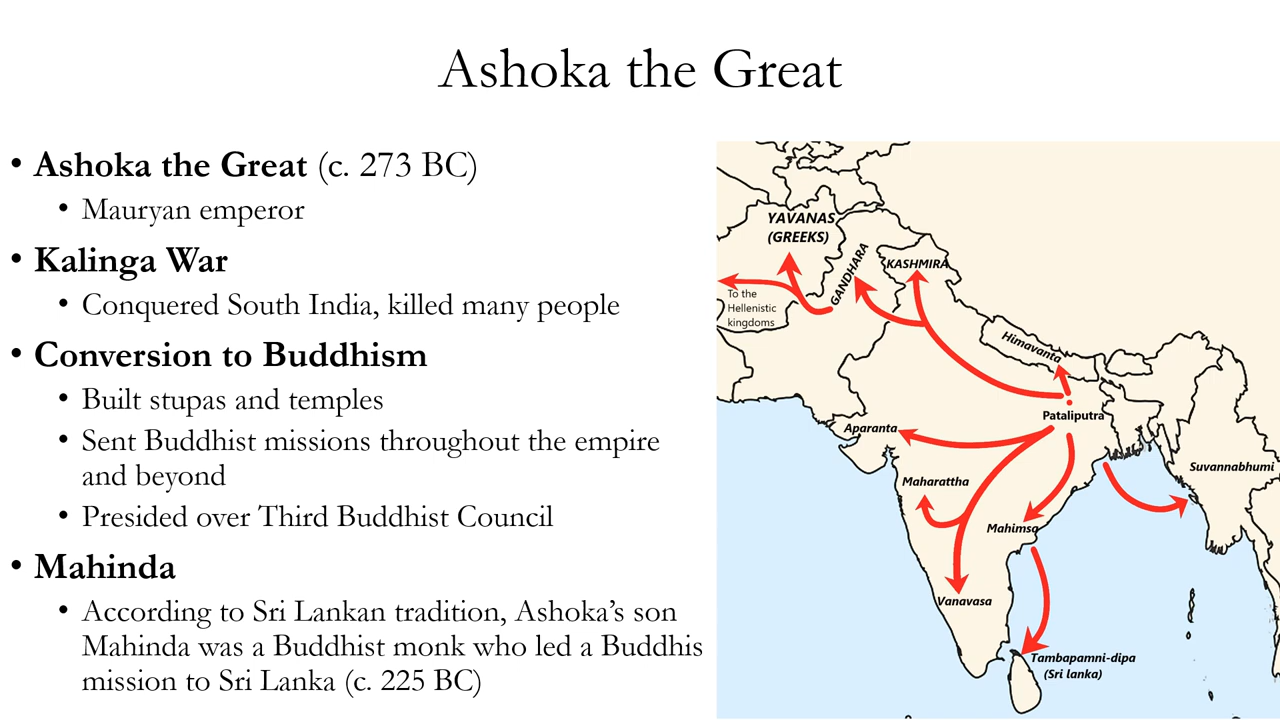 Ashoka the Great
• Ashoka the Great (c. 273 BC)
• Mauryan emperor
• Kalinga War
• Conquered South India, killed many people
• Conversion to Buddhism
• Built stupas and temples
• Sent Buddhist missions throughout the empire
and beyond
• Presided over Third Buddhist Council
• Mahinda
• According to Sri Lankan tradition, Ashoka’s son
Mahinda was a Buddhist monk who led a Buddhis
mission to Sri Lanka (c. 225 BC)
YAVANAS
(GREEKS)
GANDHARA
KASHMIRA
To the
Hellenistic
kingdoms
Himavanta
Pataliputra
Aparanta
Suvannabhumi
Maharattha
Mahimsa
Vanavasa
Tambapamni-dipa
(Sri lanka)